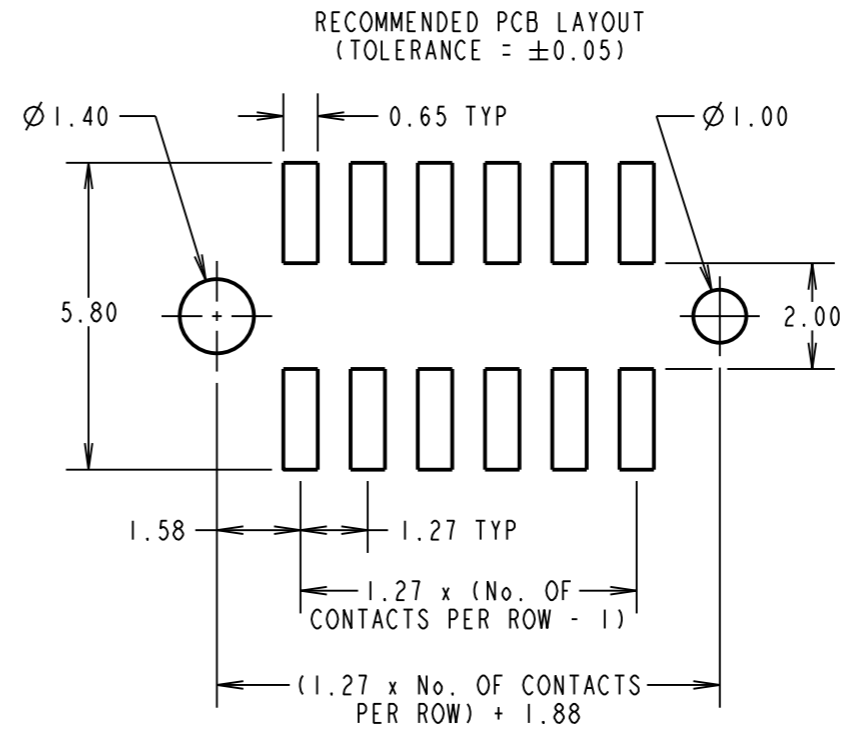 RECOMMENDED PCB LAYOUT
(TOLERANCE = ±0.05)
Ø1.40
0.65 TYP
Ø1.00
5.80
2.00
1.58
1.27 TYP
1.27 x (No. OF
CONTACTS PER ROW - 1)
(1.27 x No. OF CONTACTS
PER ROW) + 1.88